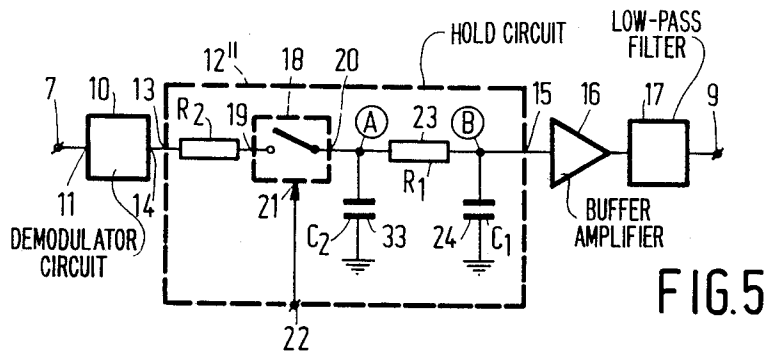 HOLD CIRCUIT
LOW-PASS
FILTER
12"
18
20
7
10
13
R2
19
A
23
B
15
16
17
9
11
14
21
R1
DEMODULATOR
CIRCUIT
C2
33
24
C1
BUFFER
AMPLIFIER
22
FIG.5